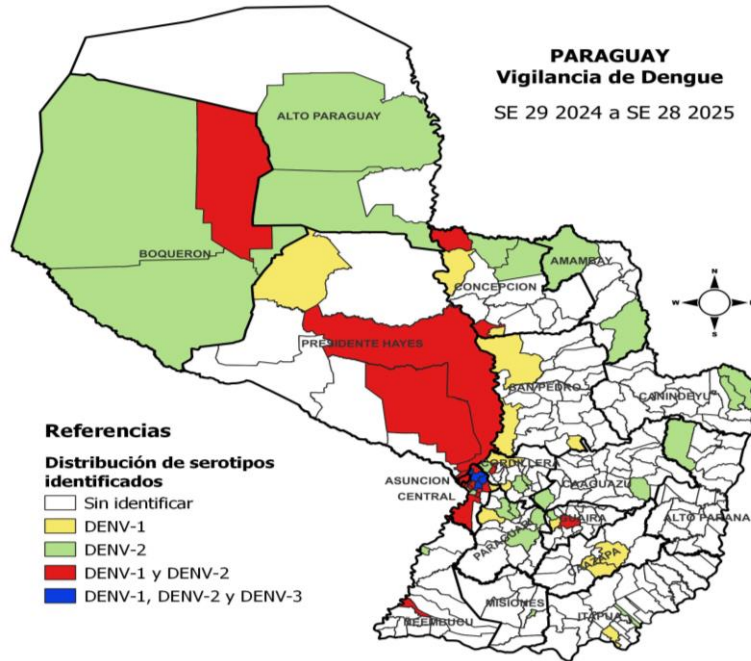 PARAGUAY
Vigilancia de Dengue
SE 29 2024 a SE 28 2025
ALTO PARAGUAY
BOQUERON
AMAMBAY
CONCEPCION
N
W
E
S
PRESIDENTE HAYES
SAN PEDRO
CANINDEYU
Referencias
Distribución de serotipos
identificados
Sin identificar
DENV-1
DENV-2
DENV-1 y DENV-2
DENV-1, DENV-2 y DENV-3
CORDILLERA
ASUNCION
CENTRAL
CAAGUAZU
ALTO PARANA
GUAIRA
PARAGUARI
CAAZAPA
MISIONES
ÑEEMBUCU
ITAPUA